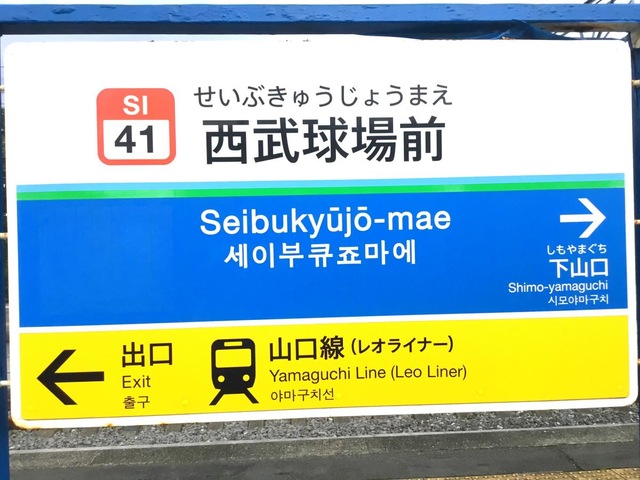 SI
41
せいぶきゅうじょうまえ
西武球場前
Seibukyūjō-mae
세이부큐죠마에
しもやまぐち
下山口
Shimo-yamaguchi
시모야마구치
出口
Exit
출구
山口線(レオライナー)
Yamaguchi Line (Leo Liner)
야마구치선